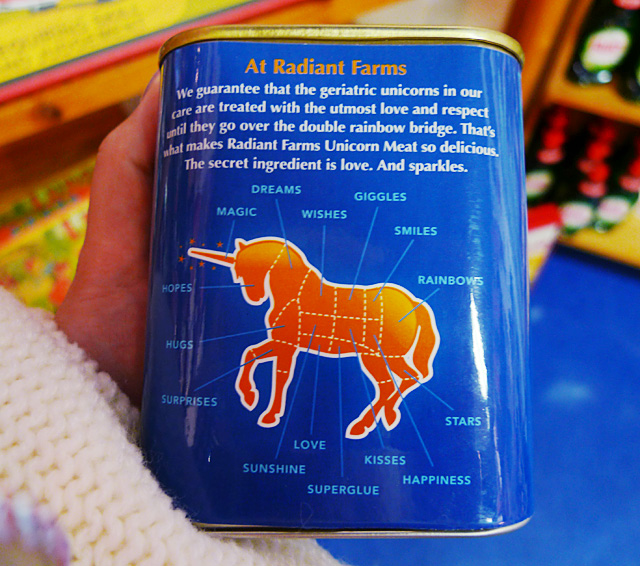 At Radiant Farms
We guarantee that the geriatric unicorns in our
care are treated with the utmost love and respect
until they go over the double rainbow bridge. That's
what makes Radiant Farms Unicorn Meat so delicious.
The secret ingredient is love. And sparkles.
DREAMS
GIGGLES
MAGIC
WISHES
SMILES
HOPES
RAINBOWS
HUGS
SURPRISES
STARS
LOVE
SUNSHINE
KISSES
HAPPINESS
SUPERGLUE